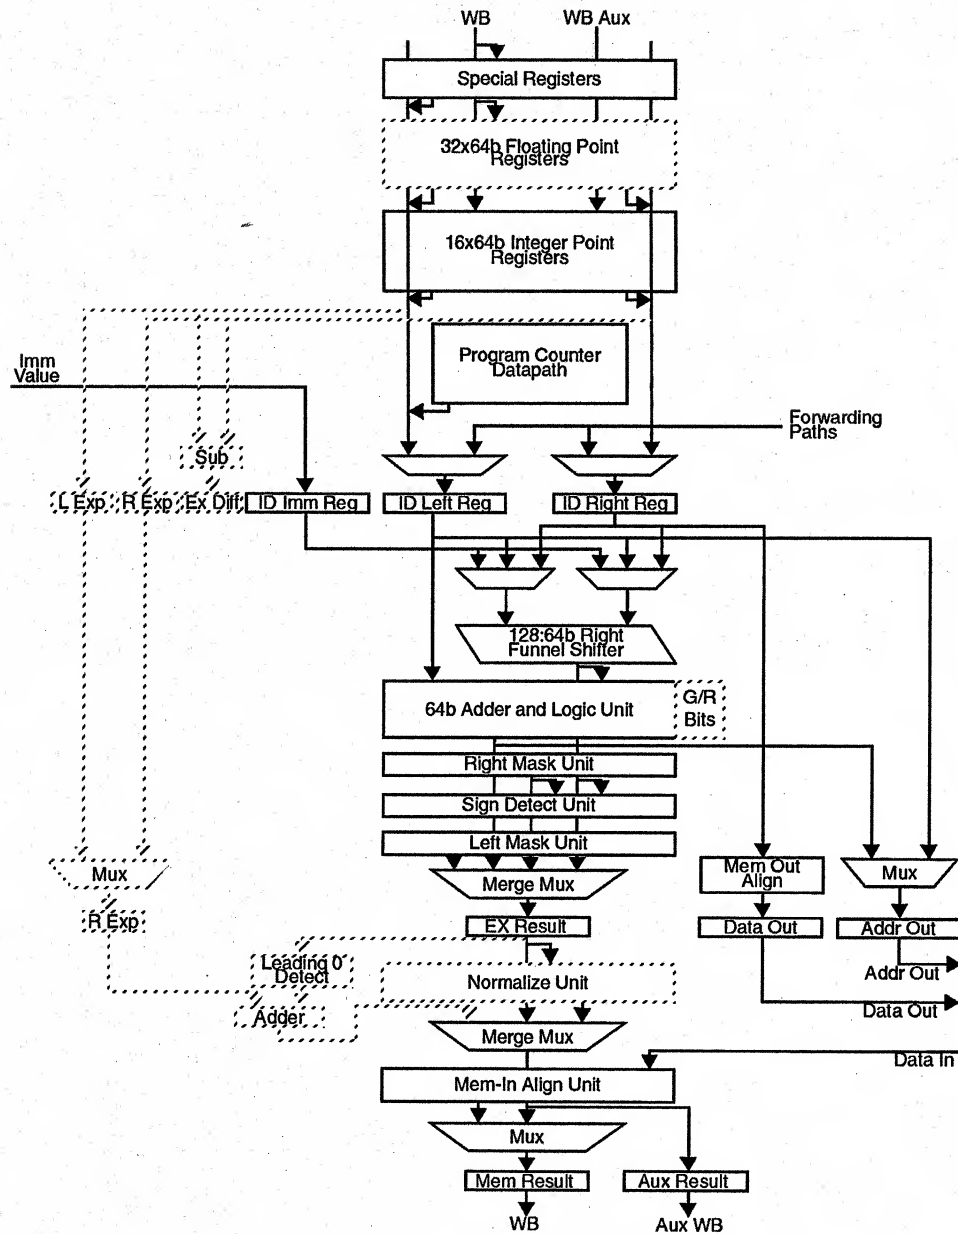 WB
WB Aux
Special Registers
32x64b Floating Point
Registers
16x64b Integer Point
Registers
Program Counter
Datapath
Imm
Value
Forwarding
Paths
Sub
L Exp
R Exp
Ex Diff
ID Imm Reg
ID Left Reg
ID Right Reg
128:64b Right
Funnel Shifter
64b Adder and Logic Unit
G/R
Bits
Right Mask Unit
Sign Detect Unit
Left Mask Unit
Mux
Merge Mux
Mem Out
Align
Mux
R Exp
EX Result
Data Out
Addr Out
Leading 0
Detect
Normalize Unit
Addr Out
Data Out
Adder
Merge Mux
Data In
Mem-In Align Unit
Mux
Mem Result
Aux Result
WB
Aux WB